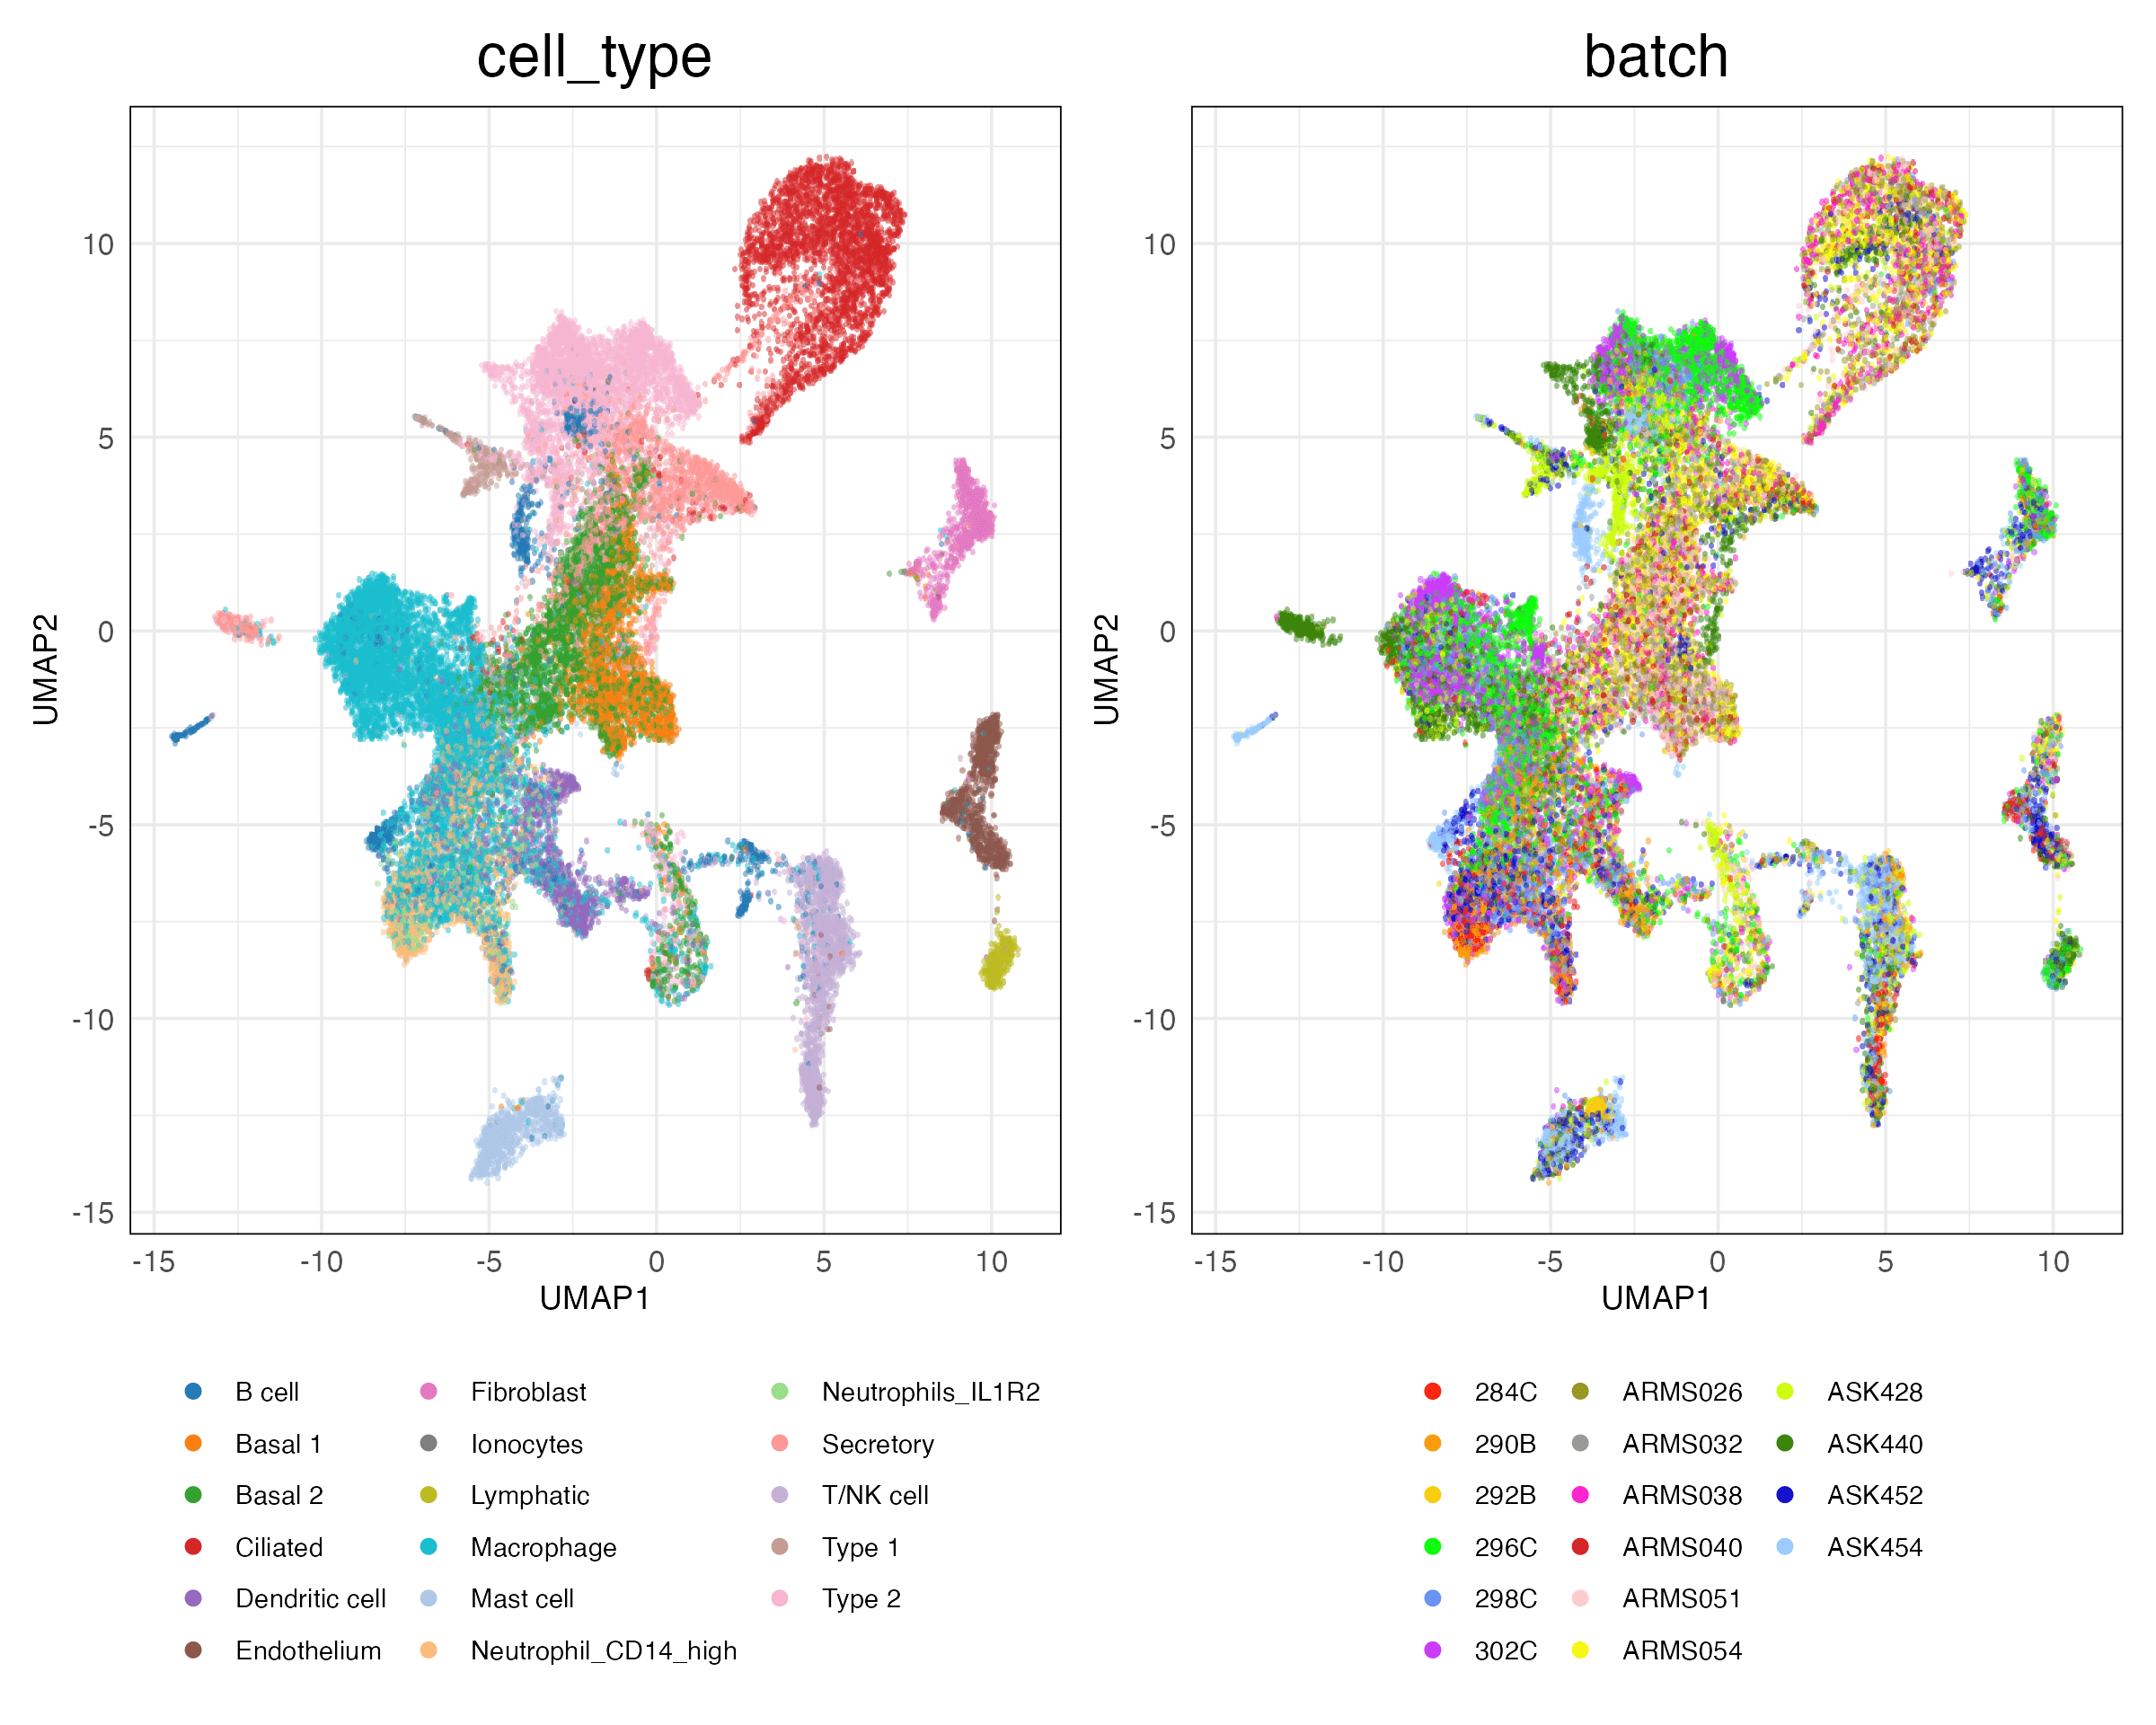 cell_type
batch
10
5
0
-5
-10
-15
UMAP2
-15 -10 -5 0 5 10
UMAP1
10
5
0
-5
-10
-15
UMAP2
-15 -10 -5 0 5 10
UMAP1
B cell
Basal 1
Basal 2
Ciliated
Dendritic cell
Endothelium
Fibroblast
Ionocytes
Lymphatic
Macrophage
Mast cell
Neutrophil_CD14_high
Neutrophils_IL1R2
Secretory
T/NK cell
Type 1
Type 2
284C
290B
292B
296C
298C
302C
ARMS026
ARMS032
ARMS038
ARMS040
ARMS051
ARMS054
ASK428
ASK440
ASK452
ASK454